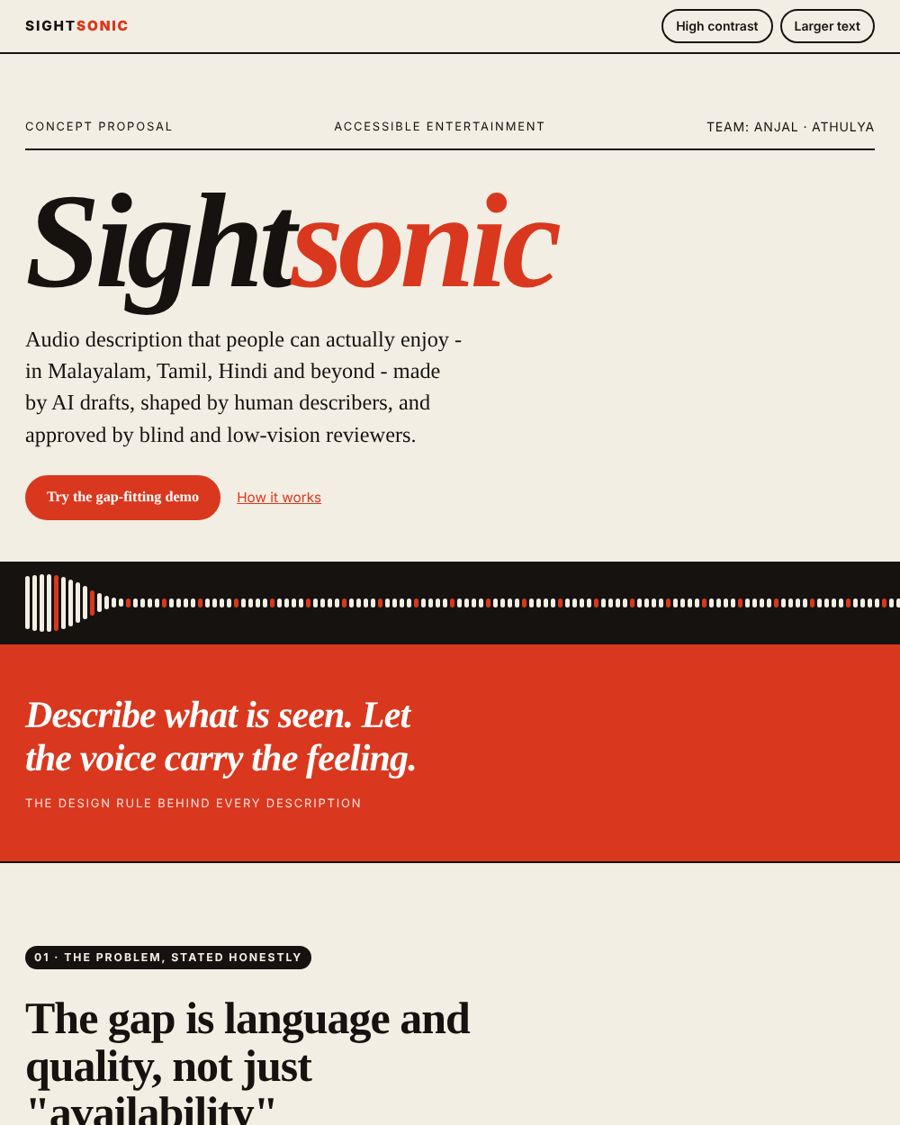 SIGHTSONIC
High contrast
Larger text
CONCEPT PROPOSAL
ACCESSIBLE ENTERTAINMENT
TEAM: ANJAL · ATHULYA
Sightsonic
Audio description that people can actually enjoy -
in Malayalam, Tamil, Hindi and beyond - made
by AI drafts, shaped by human describers, and
approved by blind and low-vision reviewers.
Try the gap-fitting demo
How it works
Describe what is seen. Let
the voice carry the feeling.
THE DESIGN RULE BEHIND EVERY DESCRIPTION
01 · THE PROBLEM, STATED HONESTLY
The gap is language and
quality, not just
"availability"